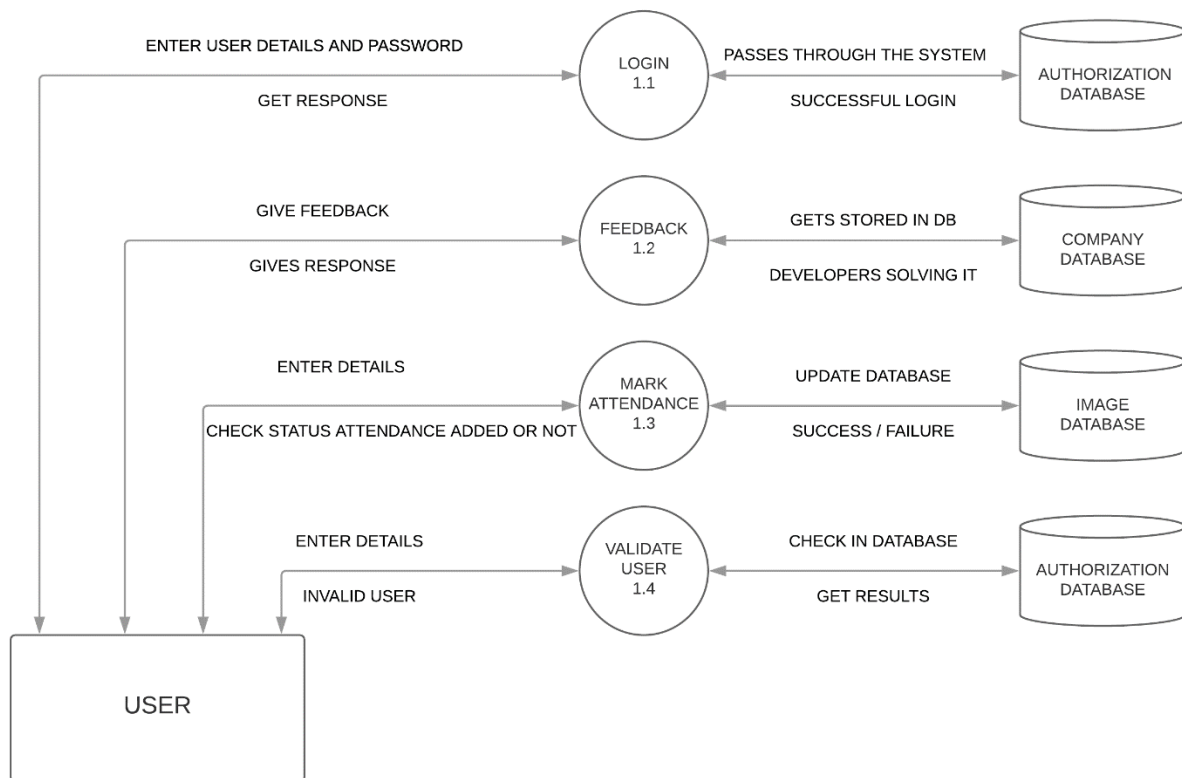 ENTER USER DETAILS AND PASSWORD
GET RESPONSE
LOGIN
1.1
PASSES THROUGH THE SYSTEM
SUCCESSFUL LOGIN
AUTHORIZATION
DATABASE
GIVE FEEDBACK
GIVES RESPONSE
FEEDBACK
1.2
GETS STORED IN DB
DEVELOPERS SOLVING IT
COMPANY
DATABASE
ENTER DETAILS
CHECK STATUS ATTENDANCE ADDED OR NOT
MARK
ATTENDANCE
1.3
UPDATE DATABASE
SUCCESS / FAILURE
IMAGE
DATABASE
ENTER DETAILS
INVALID USER
VALIDATE
USER
1.4
CHECK IN DATABASE
GET RESULTS
AUTHORIZATION
DATABASE
USER